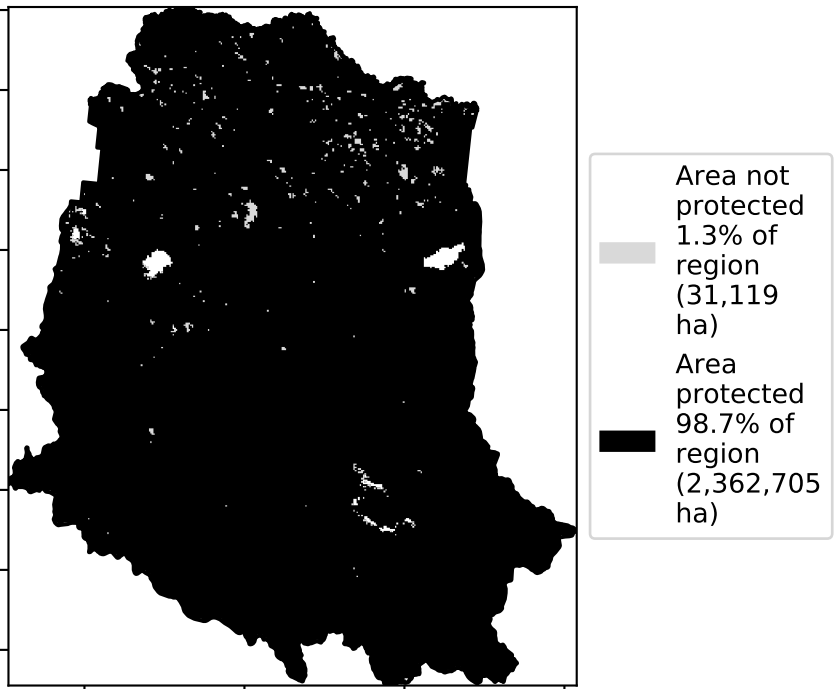 Area not
protected
1.3% of
region
(31,119
ha)
Area
protected
98.7% of
region
(2,362,705
ha)